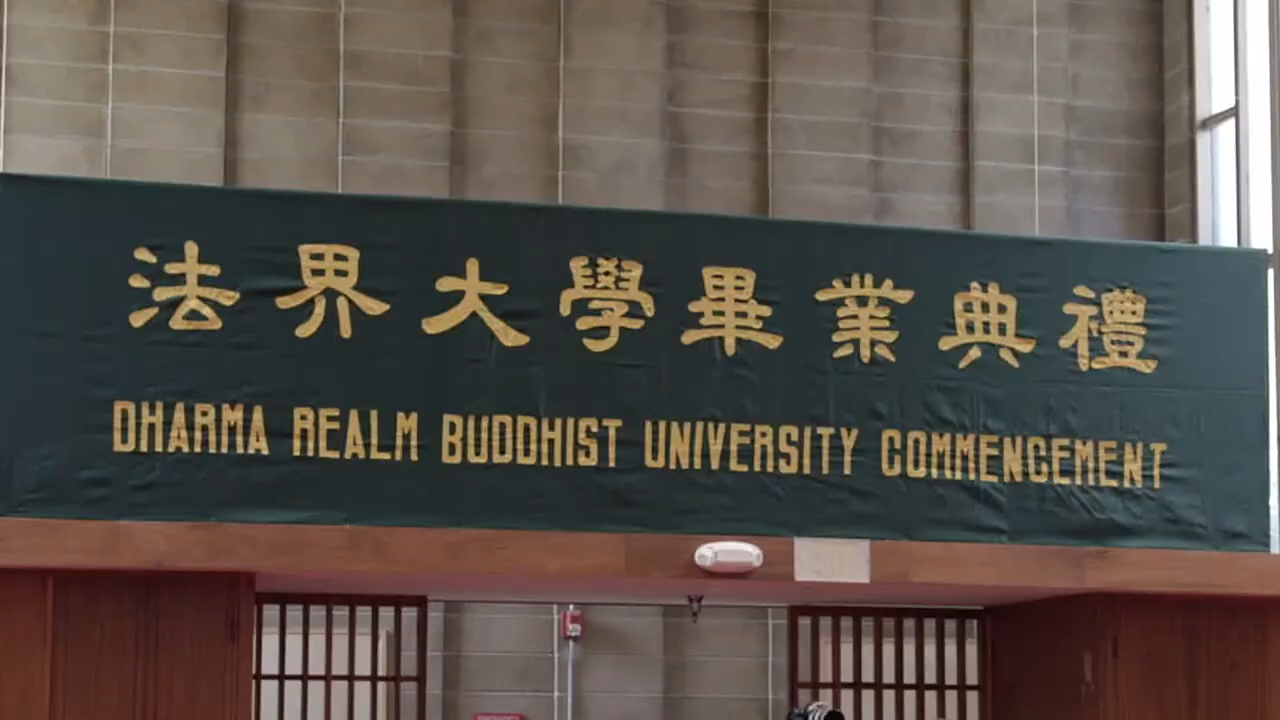 法界大學畢業典禮
DHARMA REALM BUDDHIST UNIVERSITY COMMENCEMENT